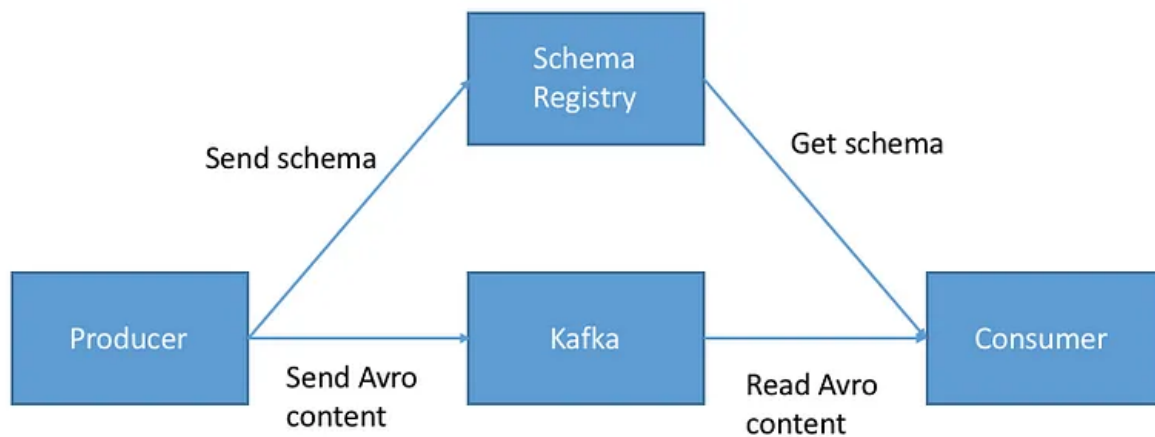 Schema
Registry
Send schema
Get schema
Producer
Kafka
Consumer
Send Avro
content
Read Avro
content